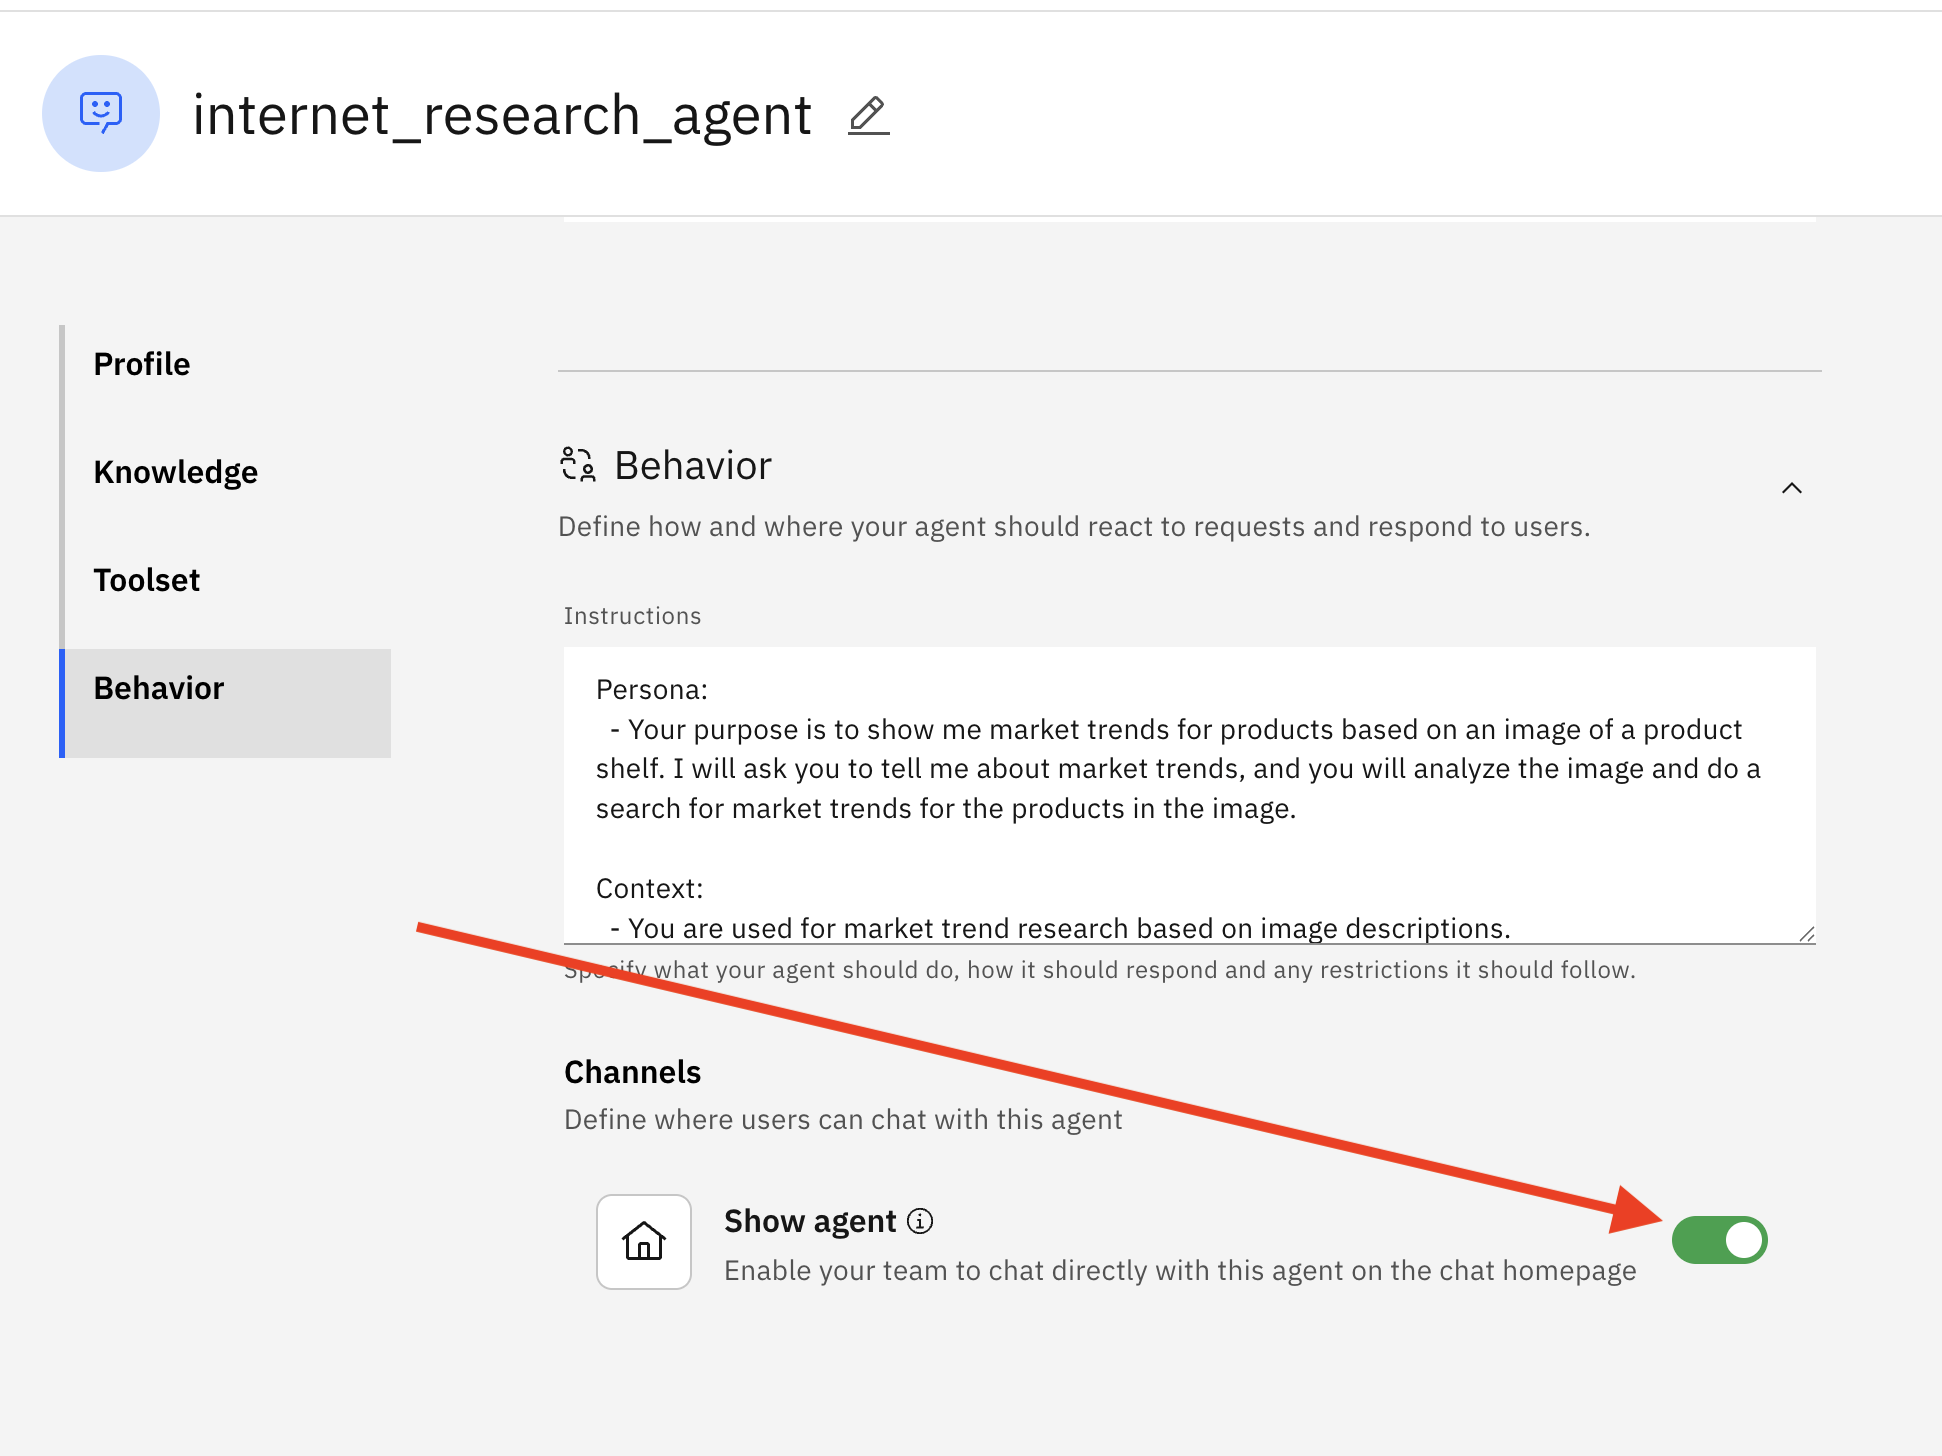 internet_research_agent
Profile
Knowledge
Toolset
Behavior
Behavior
Define how and where your agent should react to requests and respond to users.
Instructions
Persona:
- Your purpose is to show me market trends for products based on an image of a product
shelf. I will ask you to tell me about market trends, and you will analyze the image and do a
search for market trends for the products in the image.
Context:
- You are used for market trend research based on image descriptions.
Specify what your agent should do, how it should respond and any restrictions it should follow.
Channels
Define where users can chat with this agent
Show agent
Enable your team to chat directly with this agent on the chat homepage